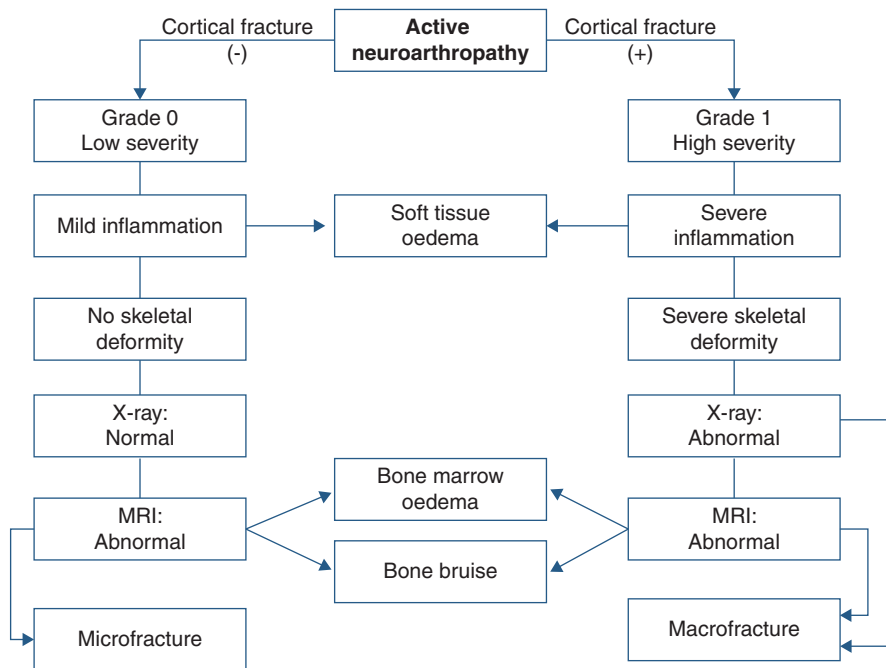 Cortical fracture
(-)
Active
neuroarthropathy
Cortical fracture
(+)
Grade 0
Low severity
Grade 1
High severity
Mild inflammation
Soft tissue
oedema
Severe
inflammation
No skeletal
deformity
Severe skeletal
deformity
X-ray:
Normal
X-ray:
Abnormal
Bone marrow
oedema
MRI:
Abnormal
MRI:
Abnormal
Bone bruise
Microfracture
Macrofracture